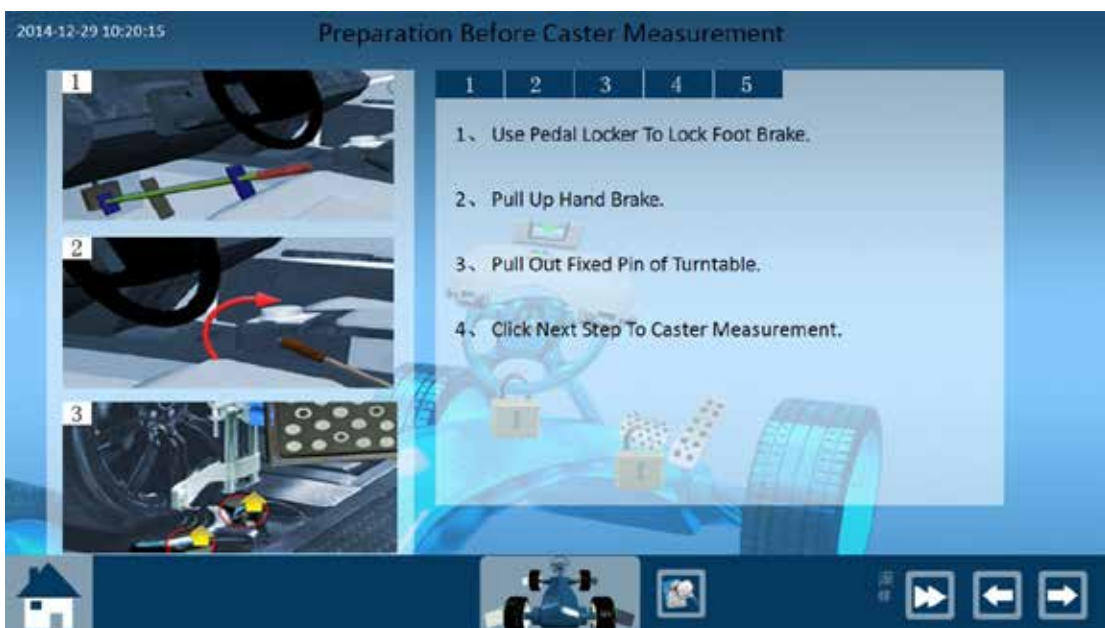 2014-12-29 10:20:15
Preparation Before Caster Measurement
1
2
3
1 2 3 4 5
1、 Use Pedal Locker To Lock Foot Brake.
2、 Pull Up Hand Brake.
3、 Pull Out Fixed Pin of Turntable.
4、 Click Next Step To Caster Measurement.